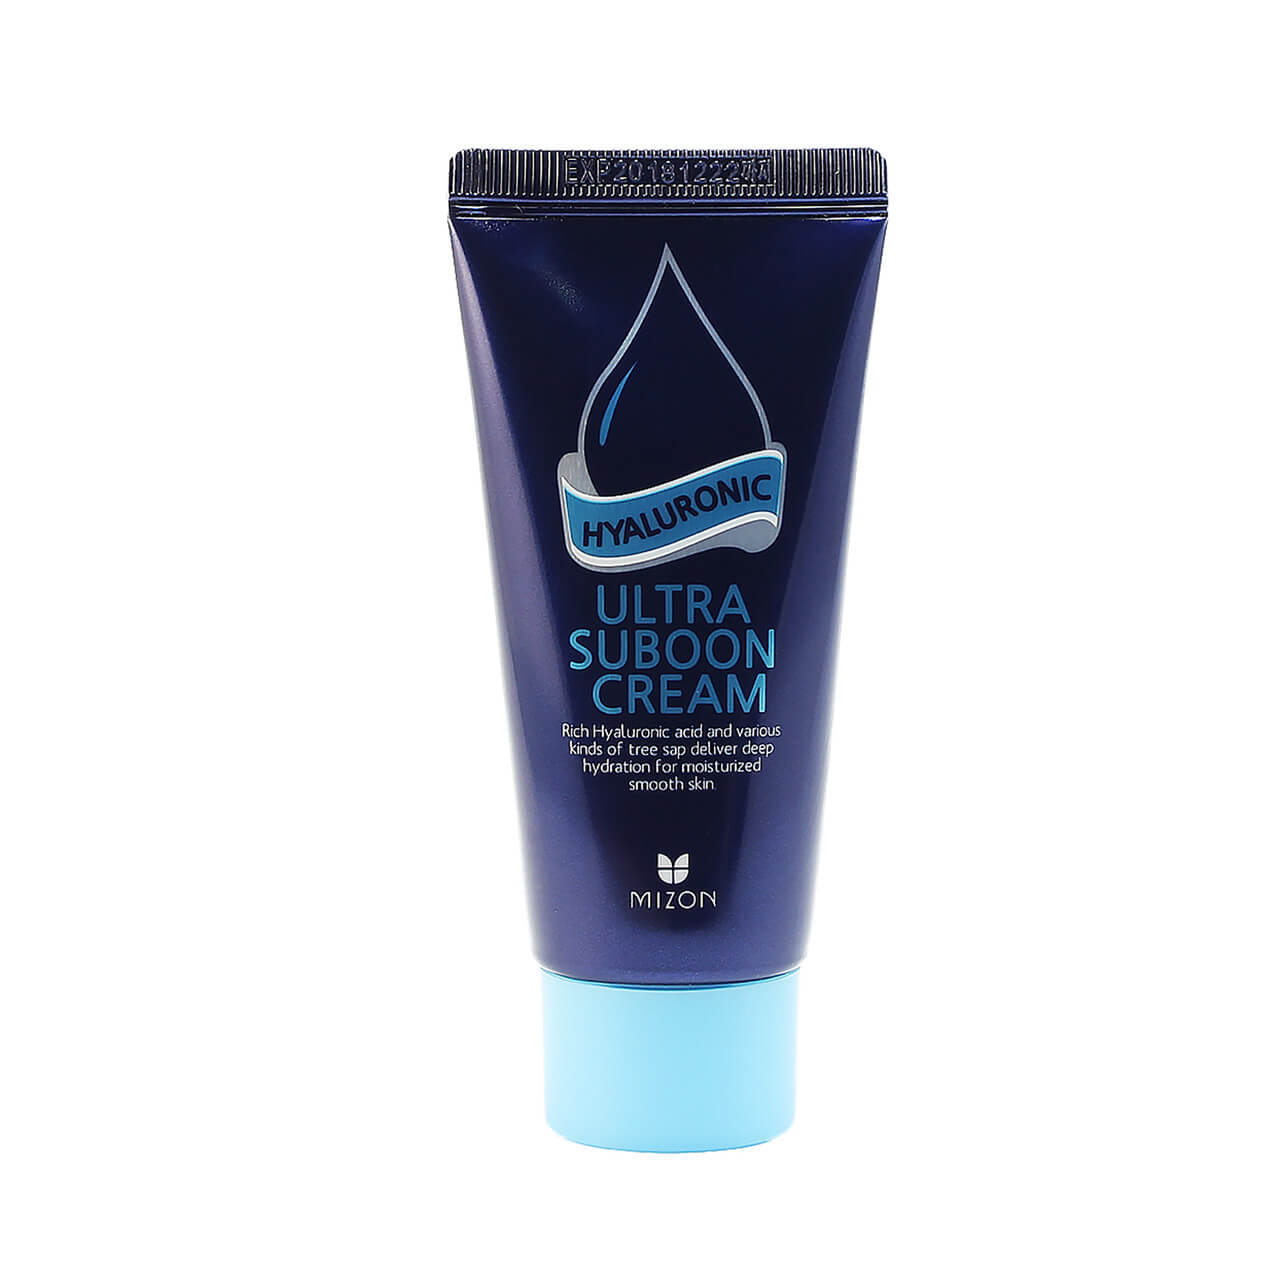 EXP20181222
HYALURONIC
ULTRA
SUBOON
CREAM
Rich Hyaluronic acid and various
kinds of tree sap deliver deep
hydration for moisturized
smooth skin.
MIZON